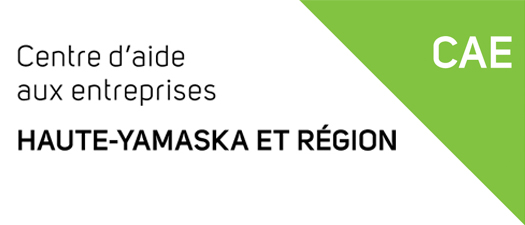 Centre d'aide
aux entreprises
HAUTE-YAMASKA ET RÉGION
CAE